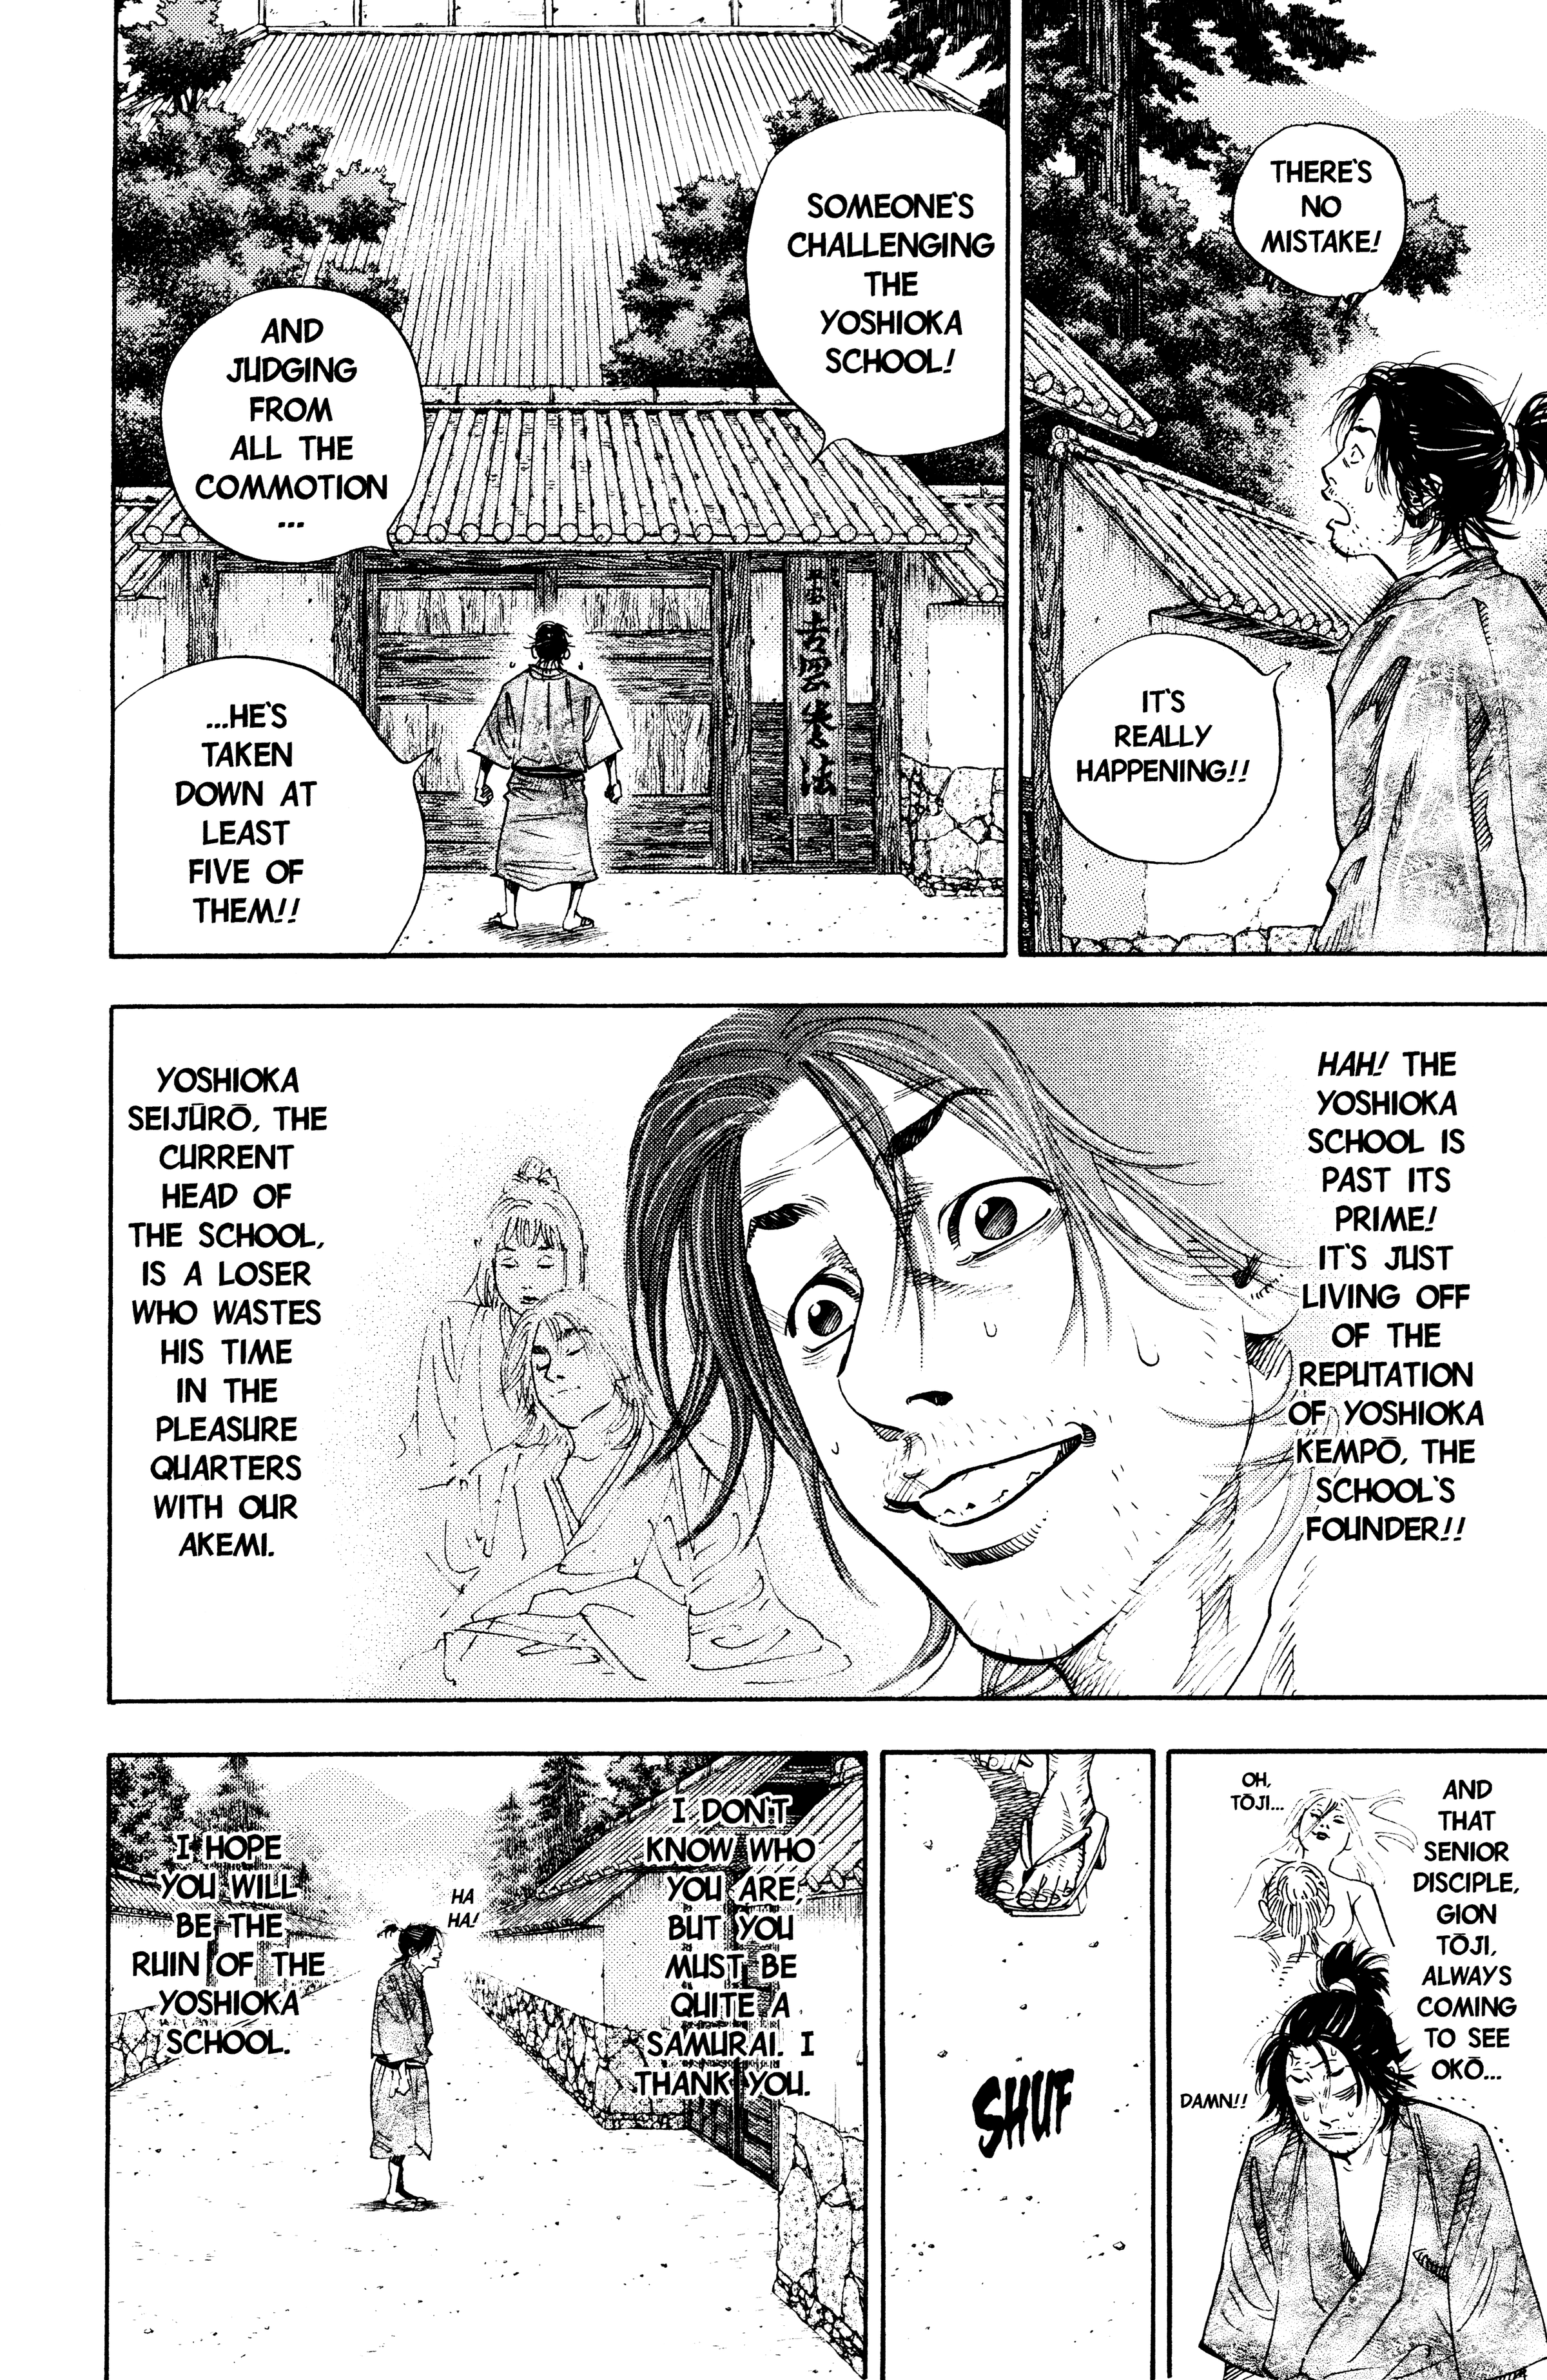 THERE'S
NO
MISTAKE!
IT'S
REALLY
HAPPENING!!
SOMEONE'S
CHALLENGING
THE
YOSHIOKA
SCHOOL!
AND
JUDGING
FROM
ALL THE
COMMOTION
...
...HE'S
TAKEN
DOWN AT
LEAST
FIVE OF
THEM!!
HAH! THE
YOSHIOKA
SCHOOL IS
PAST ITS
PRIME!
IT'S JUST
LIVING OFF
OF THE
REPUTATION
OF YOSHIOKA
KEMPŌ, THE
SCHOOL'S
FOUNDER!!
YOSHIOKA
SEIJŪRŌ, THE
CURRENT
HEAD OF
THE SCHOOL,
IS A LOSER
WHO WASTES
HIS TIME
IN THE
PLEASURE
QUARTERS
WITH OUR
AKEMI.
AND
THAT
SENIOR
DISCIPLE,
GION
TŌJI,
ALWAYS
COMING
TO SEE
OKŌ...
OH,
TŌJI...
DAMN!!
SHUF
I DON'T
KNOW WHO
YOU ARE,
BUT YOU
MUST BE
QUITE A
SAMURAI. I
THANK YOU.
HA
HA!
I HOPE
YOU WILL
BE THE
RUIN OF THE
YOSHIOKA
SCHOOL.